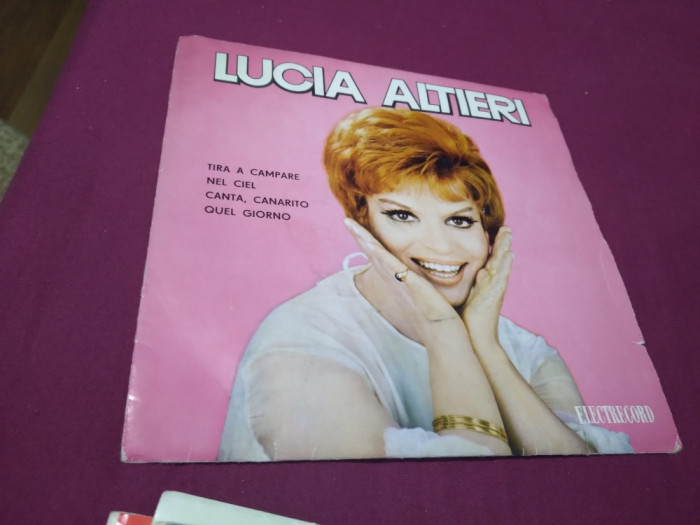 LUCIA ALTIERI
TIRA A CAMPARE
NEL CIEL
CANTA, CANARITO
QUEL GIORNO
ELECTRECORD